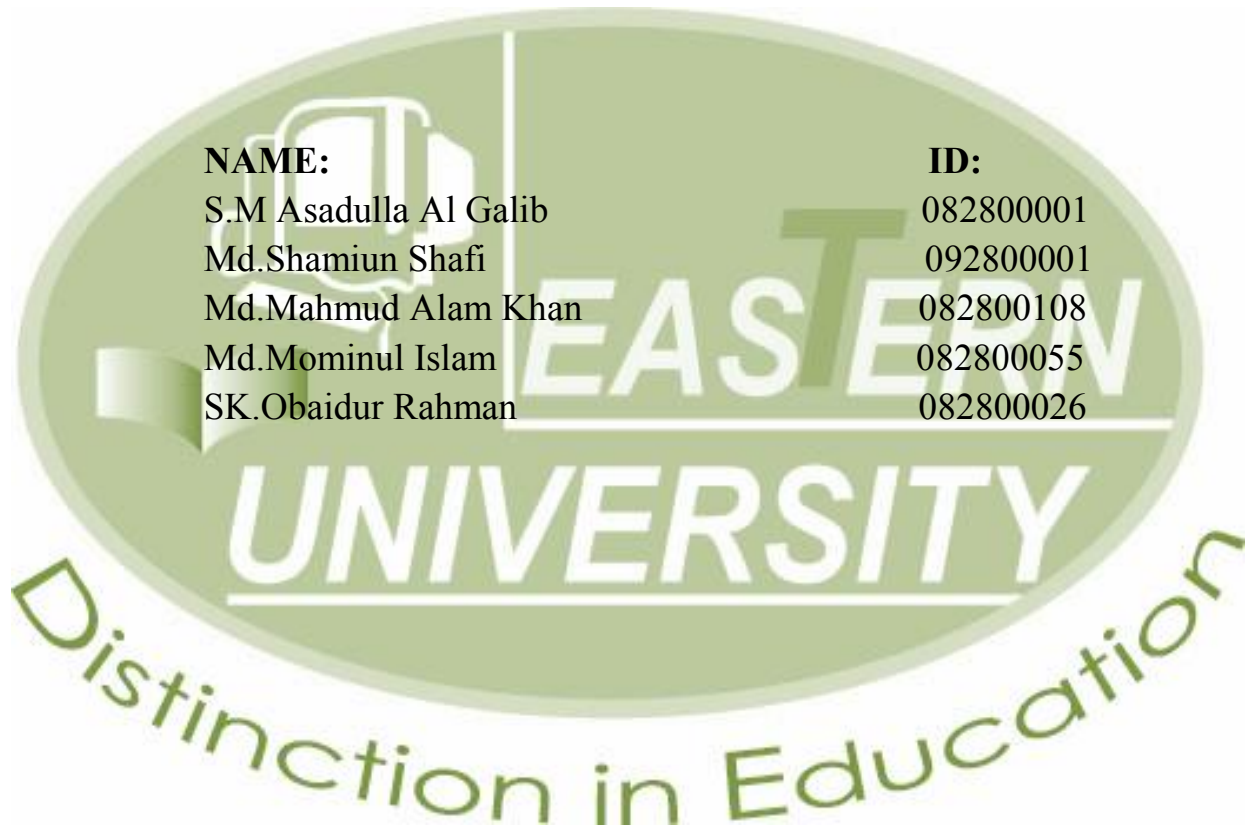 NAME: ID:
S.M Asadulla Al Galib 082800001
Md.Shamiun Shafi 092800001
Md.Mahmud Alam Khan 082800108
Md.Mominul Islam 082800055
SK.Obaidur Rahman 082800026
EASTERN
UNIVERSITY
Distinction in Education